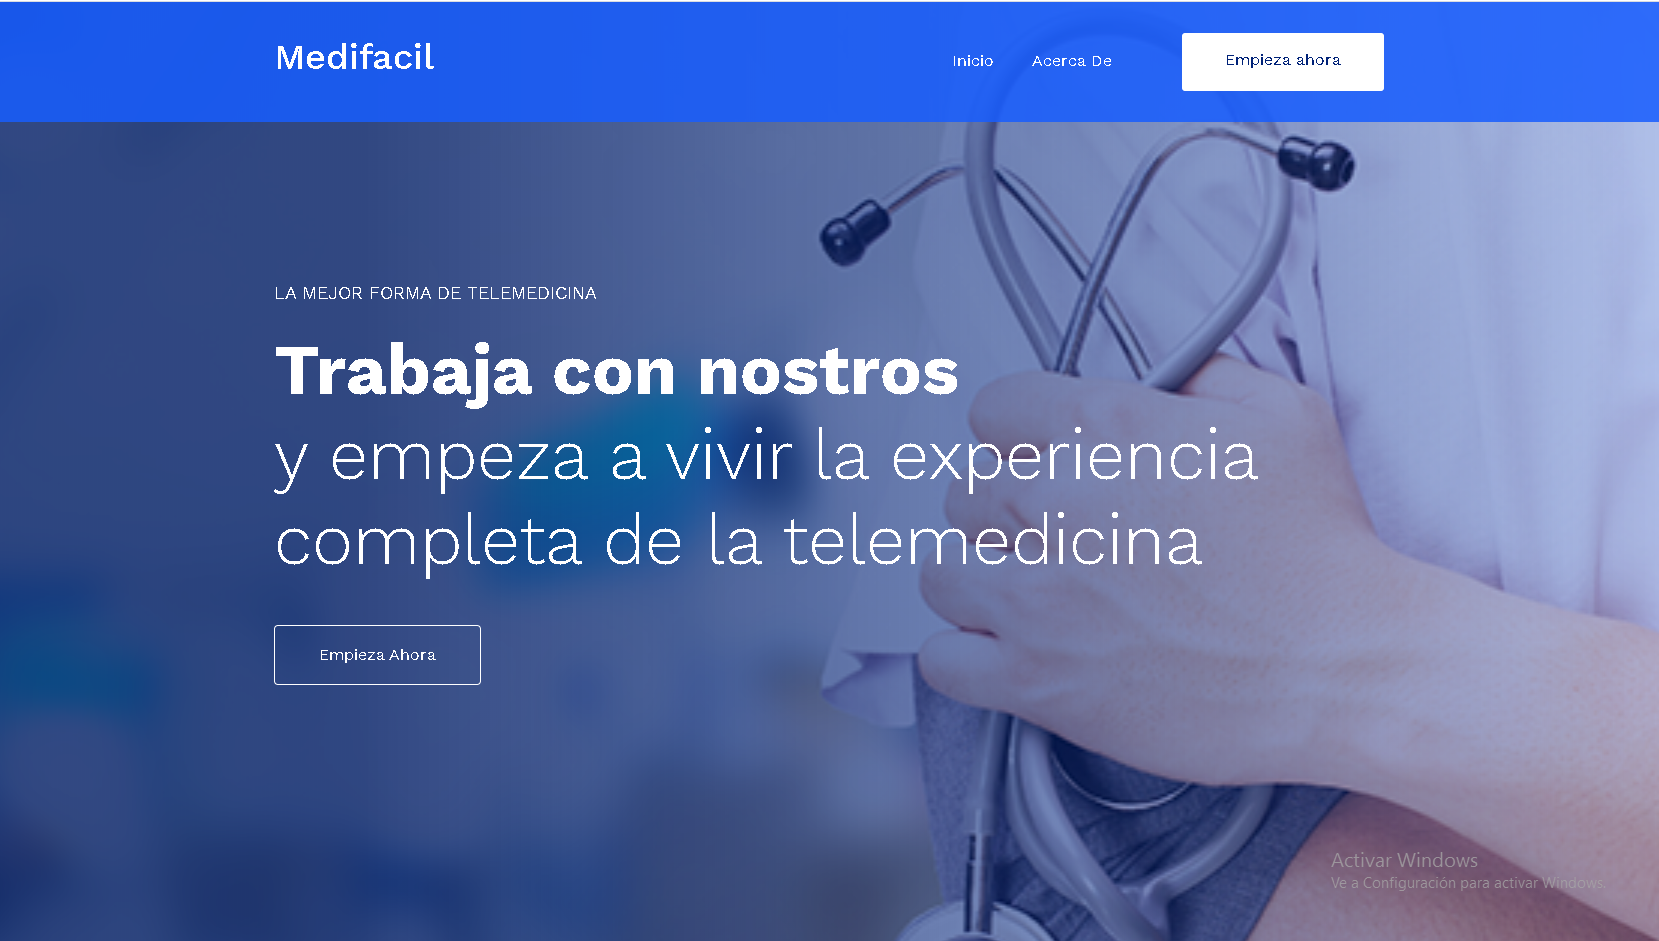 Medifacil
Inicio
Acerca De
Empieza ahora
LA MEJOR FORMA DE TELEMEDICINA
Trabaja con nostros
y empeza a vivir la experiencia
completa de la telemedicina
Empieza Ahora
Activar Windows
Ve a Configuración para activar Windows.